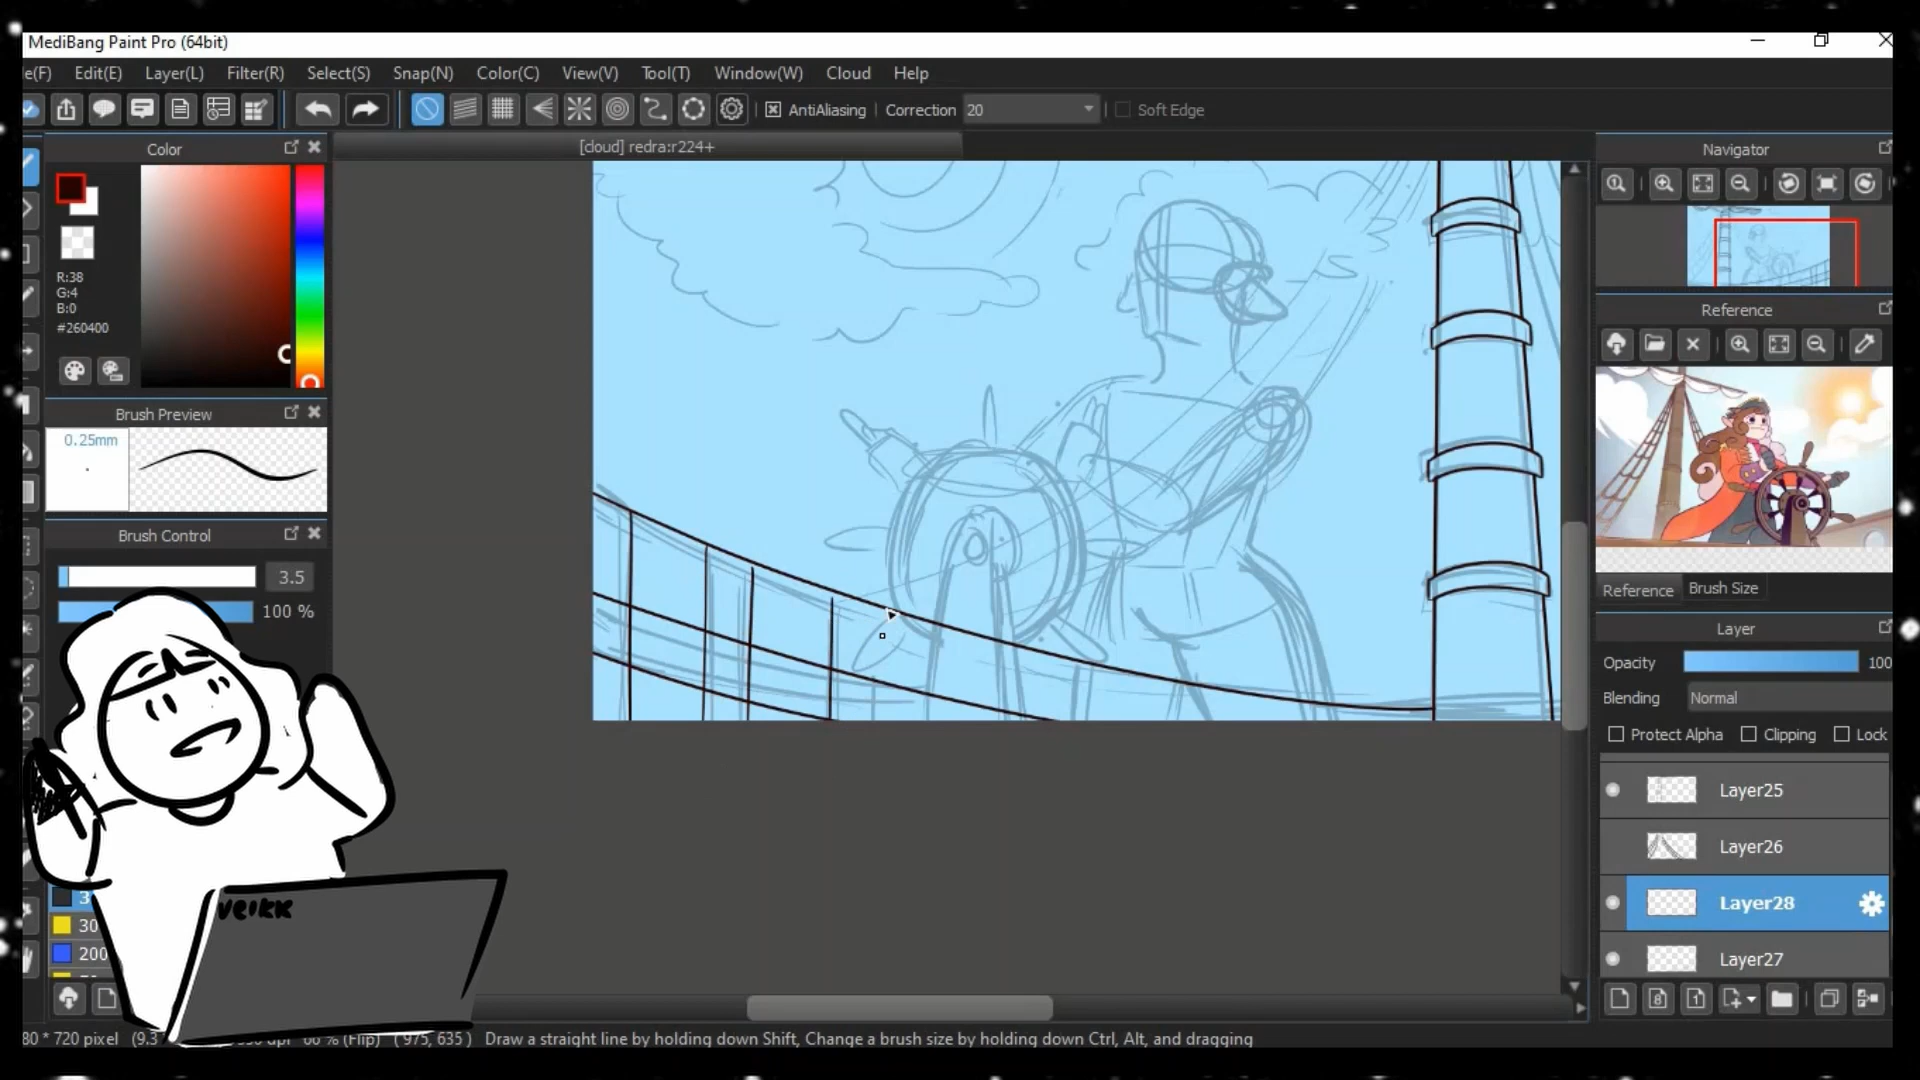 MediBang Paint Pro (64bit)
e(F) Edit(E) Layer(L) Filter(R) Select(S) Snap(N) Color(C) View(V) Tool(T) Window(W) Cloud Help
AntiAliasing Correction 20 Soft Edge
Color
[cloud] redra:r224+
Navigator
R:38
G:4
B:0
#260400
Reference
Brush Preview
0.25mm
Brush Control
3.5
100 %
Reference Brush Size
Layer
Opacity 100
Blending Normal
Protect Alpha Clipping Lock
Layer25
Layer26
Layer28
Layer27
3
30
200
veikk
80 * 720 pixel (9.3 (Flip) ( 975, 635 ) Draw a straight line by holding down Shift, Change a brush size by holding down Ctrl, Alt, and dragging